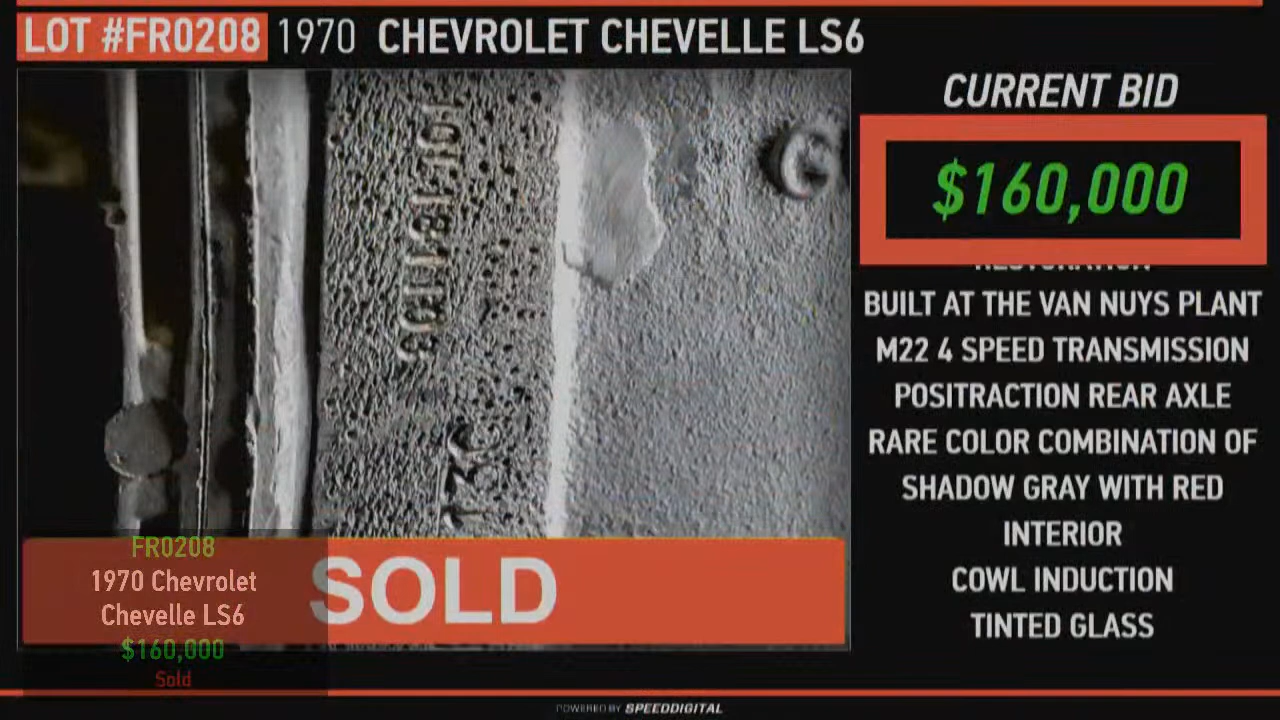 LOT #FR0208 1970 CHEVROLET CHEVELLE LS6
CURRENT BID
$160,000
RESTORATION
BUILT AT THE VAN NUYS PLANT
M22 4 SPEED TRANSMISSION
POSITRACTION REAR AXLE
RARE COLOR COMBINATION OF
SHADOW GRAY WITH RED
INTERIOR
COWL INDUCTION
TINTED GLASS
SOLD
FR0208
1970 Chevrolet
Chevelle LS6
$160,000
Sold
POWERED BY SPEEDDIGITAL